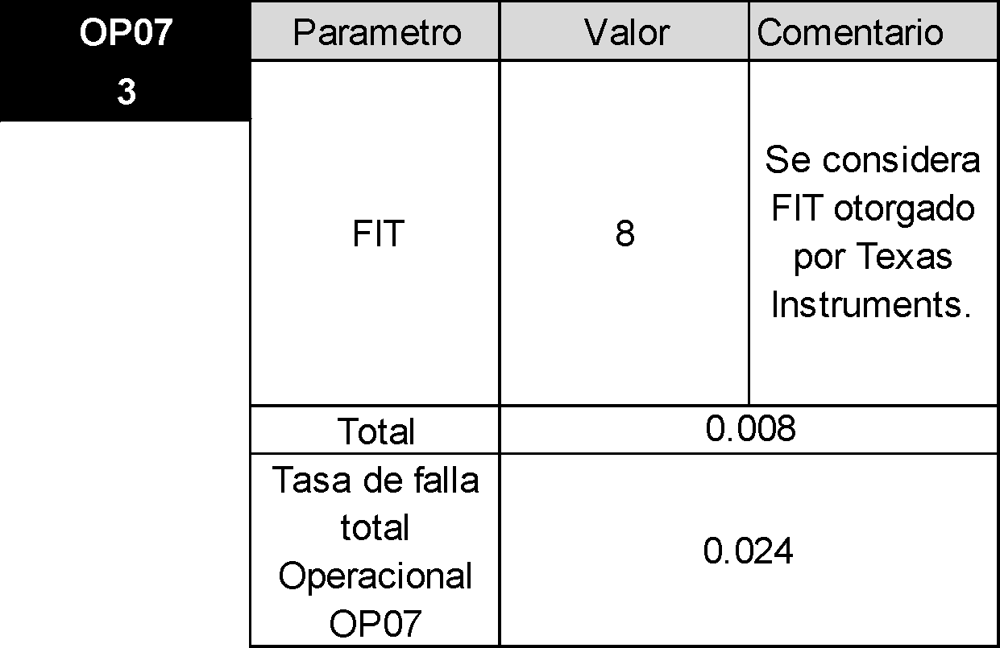 OP07
3
Parametro
Valor
Comentario
FIT
8
Se considera
FIT otorgado
por Texas
Instruments.
Total
0.008
Tasa de falla
total
Operacional
OP07
0.024